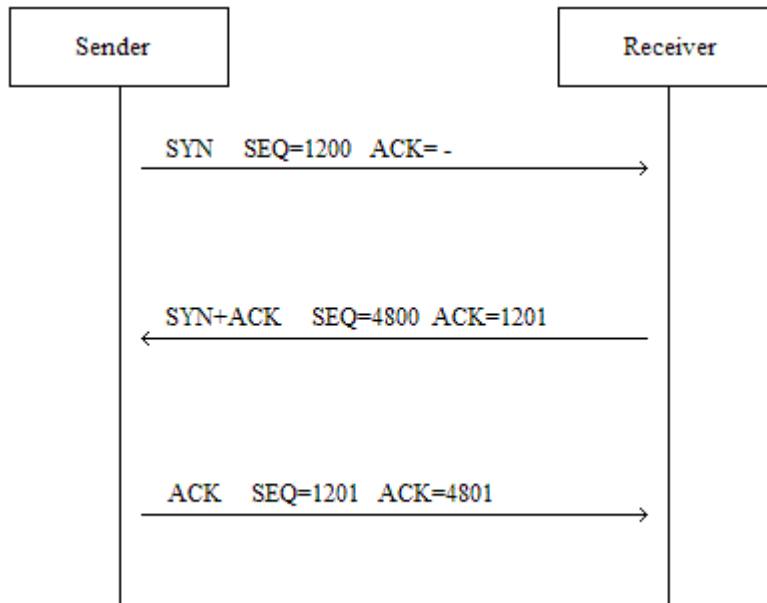 Sender
Receiver
SYN SEQ=1200 ACK= -
SYN+ACK SEQ=4800 ACK=1201
ACK SEQ=1201 ACK=4801